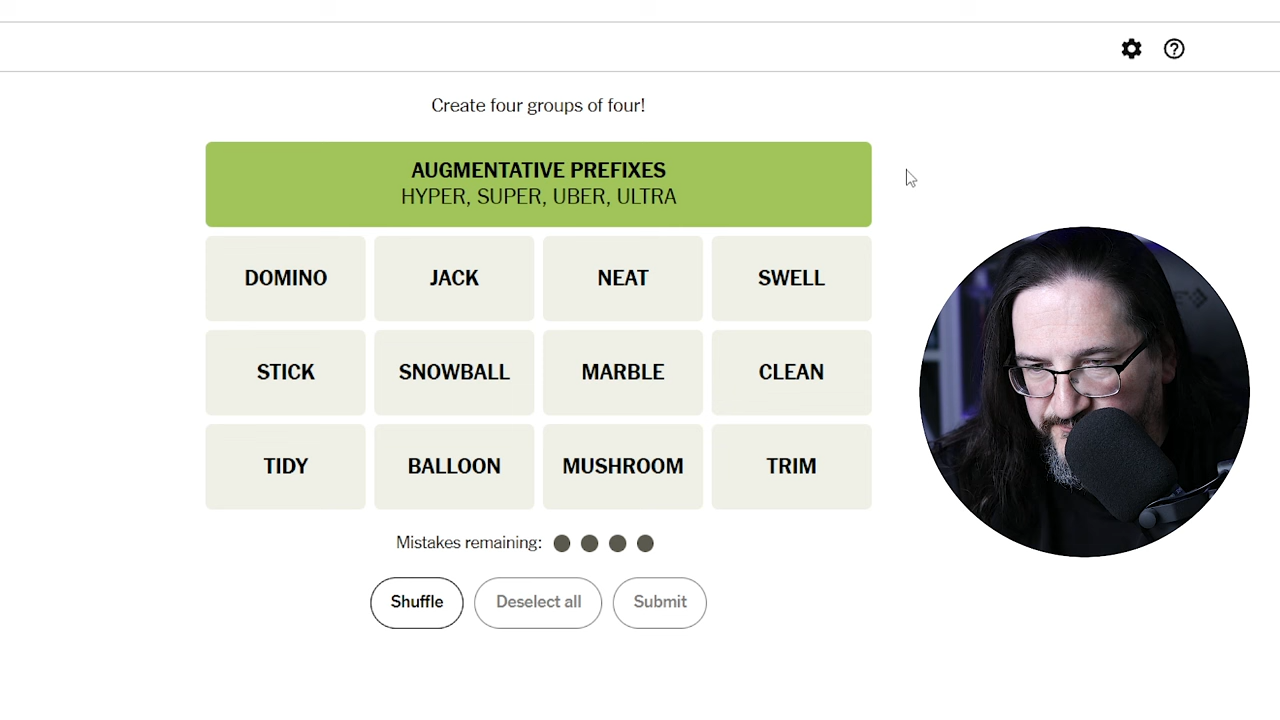 Create four groups of four!
AUGMENTATIVE PREFIXES
HYPER, SUPER, UBER, ULTRA
DOMINO JACK NEAT SWELL
STICK SNOWBALL MARBLE CLEAN
TIDY BALLOON MUSHROOM TRIM
Mistakes remaining:
Shuffle Deselect all Submit